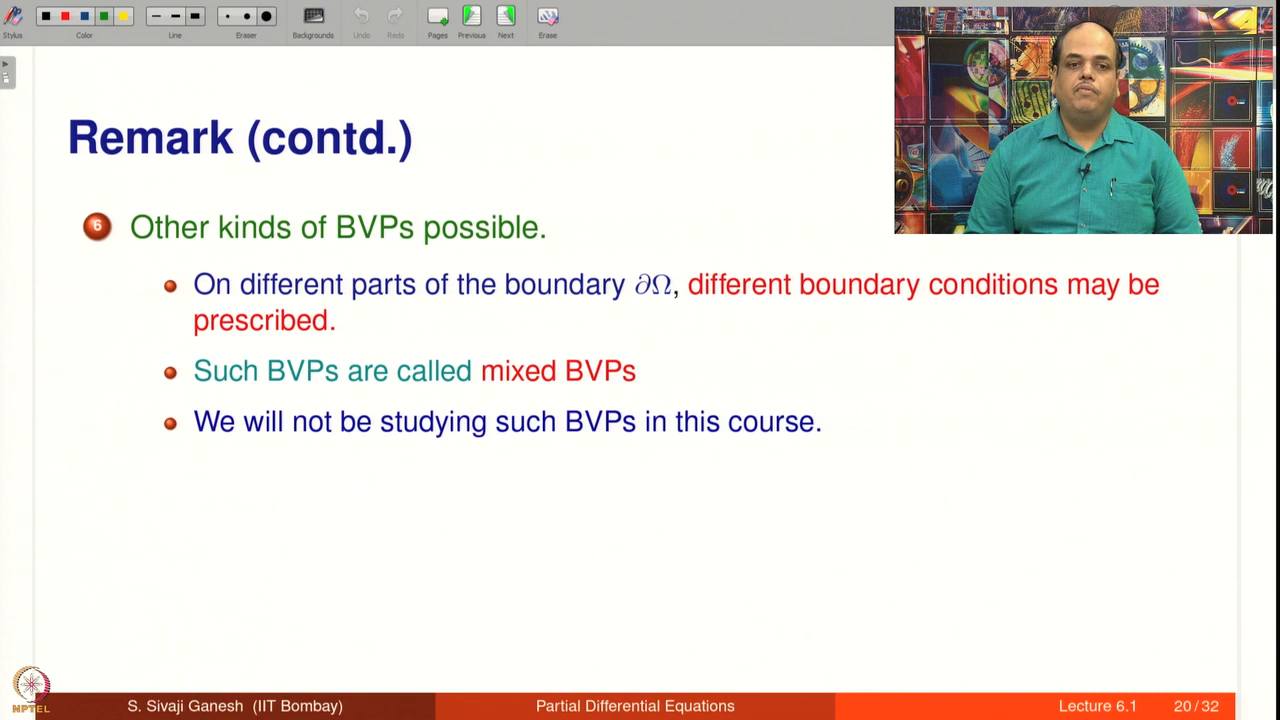 Stylus
Color
Line
Eraser
Backgrounds
Undo
Redo
Pages
Previous
Next
Erase
Remark (contd.)
6 Other kinds of BVPs possible.
On different parts of the boundary ∂Ω, different boundary conditions may be
prescribed.
Such BVPs are called mixed BVPs
We will not be studying such BVPs in this course.
NPTEL
S. Sivaji Ganesh (IIT Bombay)
Partial Differential Equations
Lecture 6.1
20 / 32